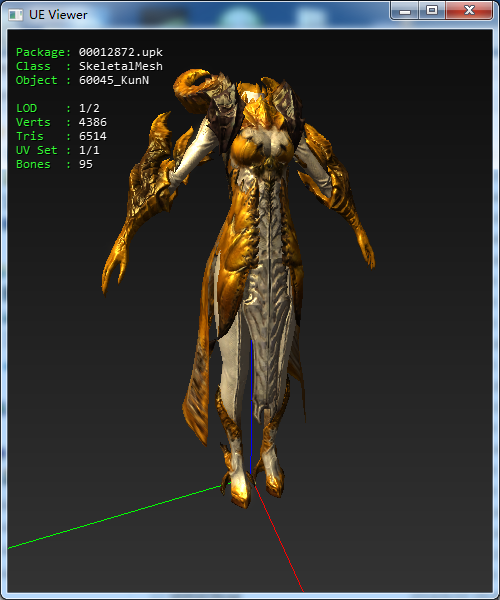 UE Viewer
Package: 00012872.upk
Class : SkeletalMesh
Object : 60045_KunN
LOD : 1/2
Verts : 4386
Tris : 6514
UV Set : 1/1
Bones : 95